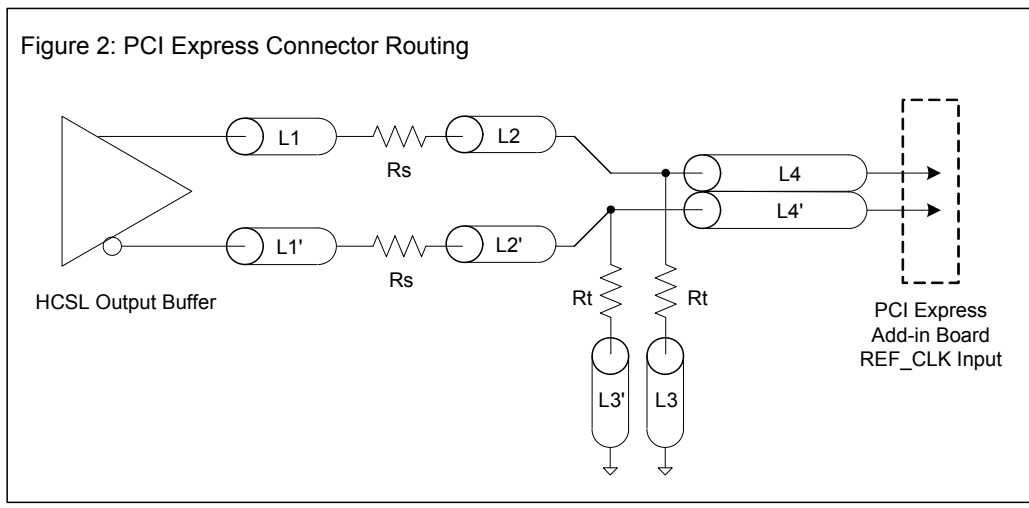 Figure 2: PCI Express Connector Routing
L1
Rs
L2
L4
L4'
L1'
Rs
L2'
HCSL Output Buffer
Rt
Rt
L3'
L3
PCI Express
Add-in Board
REF_CLK Input